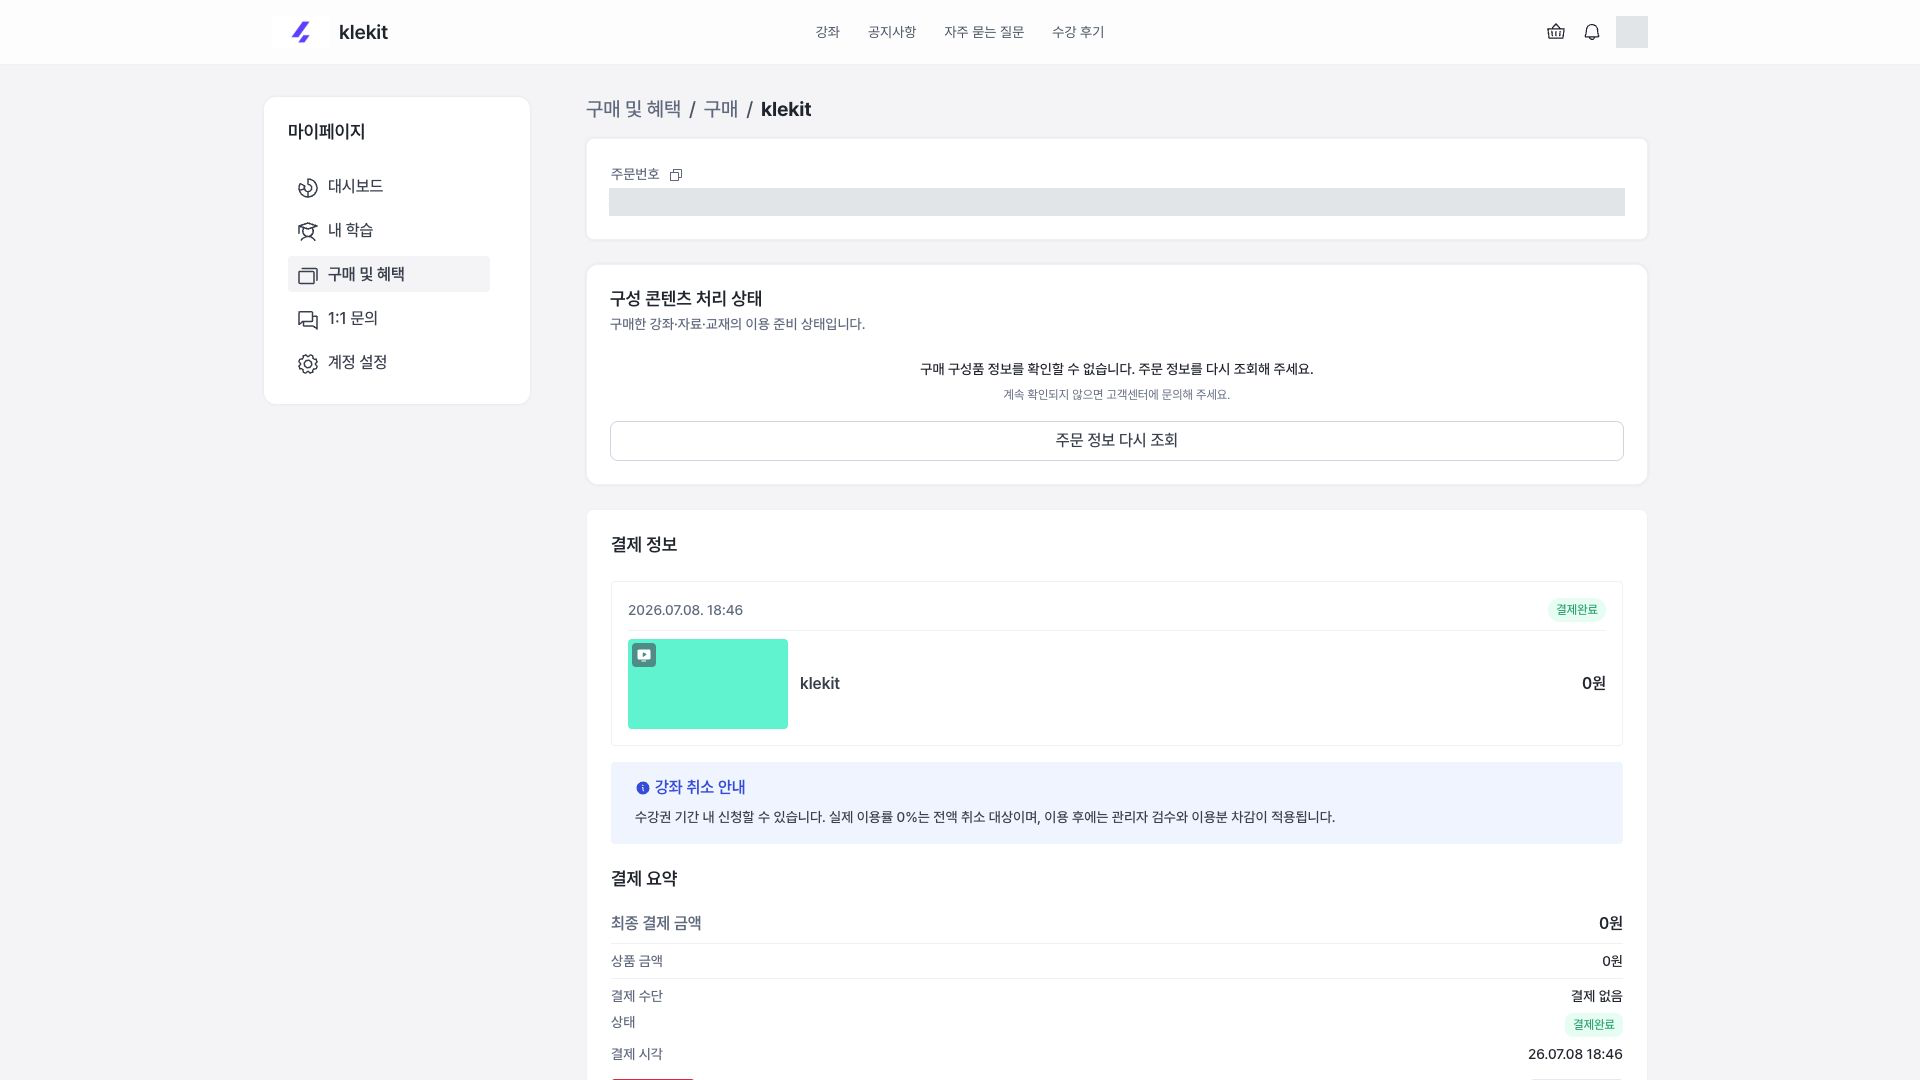 klekit
강좌
공지사항
자주 묻는 질문
수강 후기
마이페이지
대시보드
내 학습
구매 및 혜택
1:1 문의
계정 설정
구매 및 혜택 / 구매 / klekit
주문번호
구성 콘텐츠 처리 상태
구매한 강좌·자료·교재의 이용 준비 상태입니다.
구매 구성품 정보를 확인할 수 없습니다. 주문 정보를 다시 조회해 주세요.
계속 확인되지 않으면 고객센터에 문의해 주세요.
주문 정보 다시 조회
결제 정보
2026.07.08. 18:46
결제완료
klekit
0원
강좌 취소 안내
수강권 기간 내 신청할 수 있습니다. 실제 이용률 0%는 전액 취소 대상이며, 이용 후에는 관리자 검수와 이용분 차감이 적용됩니다.
결제 요약
최종 결제 금액
0원
상품 금액
0원
결제 수단
결제 없음
상태
결제완료
결제 시각
26.07.08 18:46